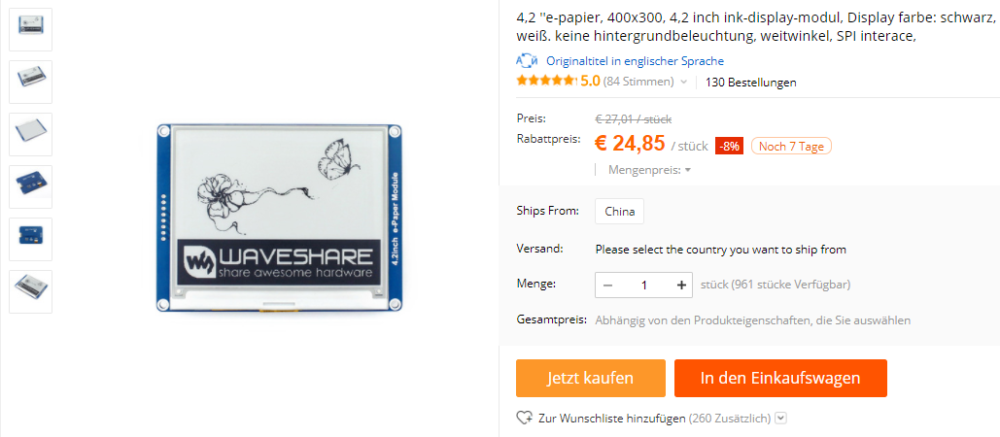 4,2 ''e-papier, 400x300, 4,2 inch ink-display-modul, Display farbe: schwarz,
weiß. keine hintergrundbeleuchtung, weitwinkel, SPI interace,
Originaltitel in englischer Sprache
5.0 (84 Stimmen) 130 Bestellungen
Preis: € 27,01 / stück
Rabattpreis: € 24,85 / stück -8% Noch 7 Tage
Mengenpreis:
Ships From: China
Versand: Please select the country you want to ship from
Menge: − 1 + stück (961 stücke Verfügbar)
Gesamtpreis: Abhängig von den Produkteigenschaften, die Sie auswählen
Jetzt kaufen In den Einkaufswagen
Zur Wunschliste hinzufügen (260 Zusätzlich)
WAVESHARE
share awesome hardware
4.2inch e-Paper Module